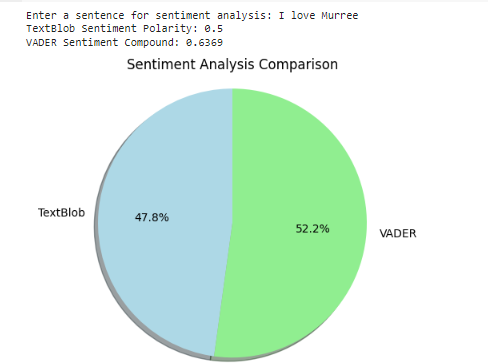 Enter a sentence for sentiment analysis: I love Murree
TextBlob Sentiment Polarity: 0.5
VADER Sentiment Compound: 0.6369
Sentiment Analysis Comparison
TextBlob
47.8%
52.2%
VADER